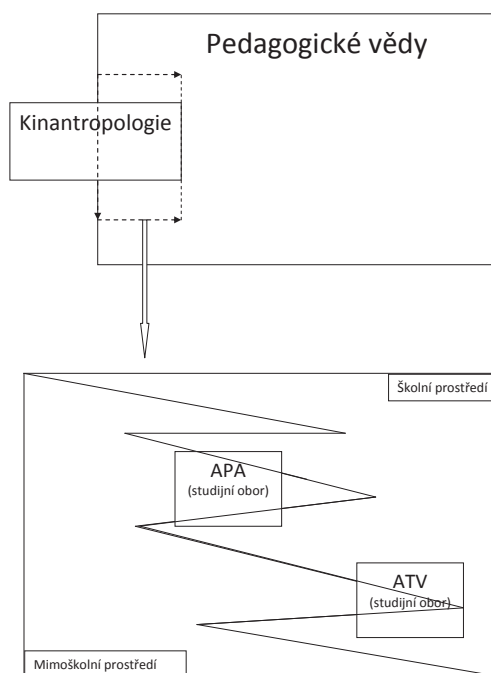 Pedagogické vědy
Kinantropologie
Školní prostředí
APA
(studijní obor)
ATV
(studijní obor)
Mimoškolní prostředí